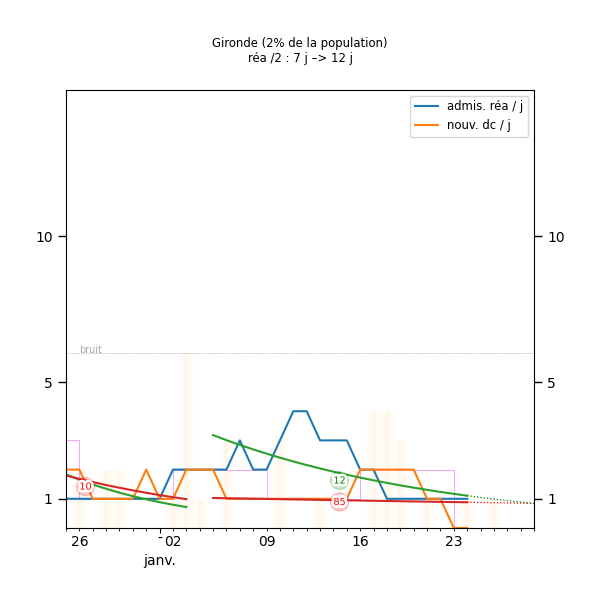 Gironde (2% de la population)
réa /2 : 7 j –> 12 j
admis. réa / j
nouv. dc / j
10
10
bruit
5
5
10
12
85
1
1
26
02
09
16
23
janv.